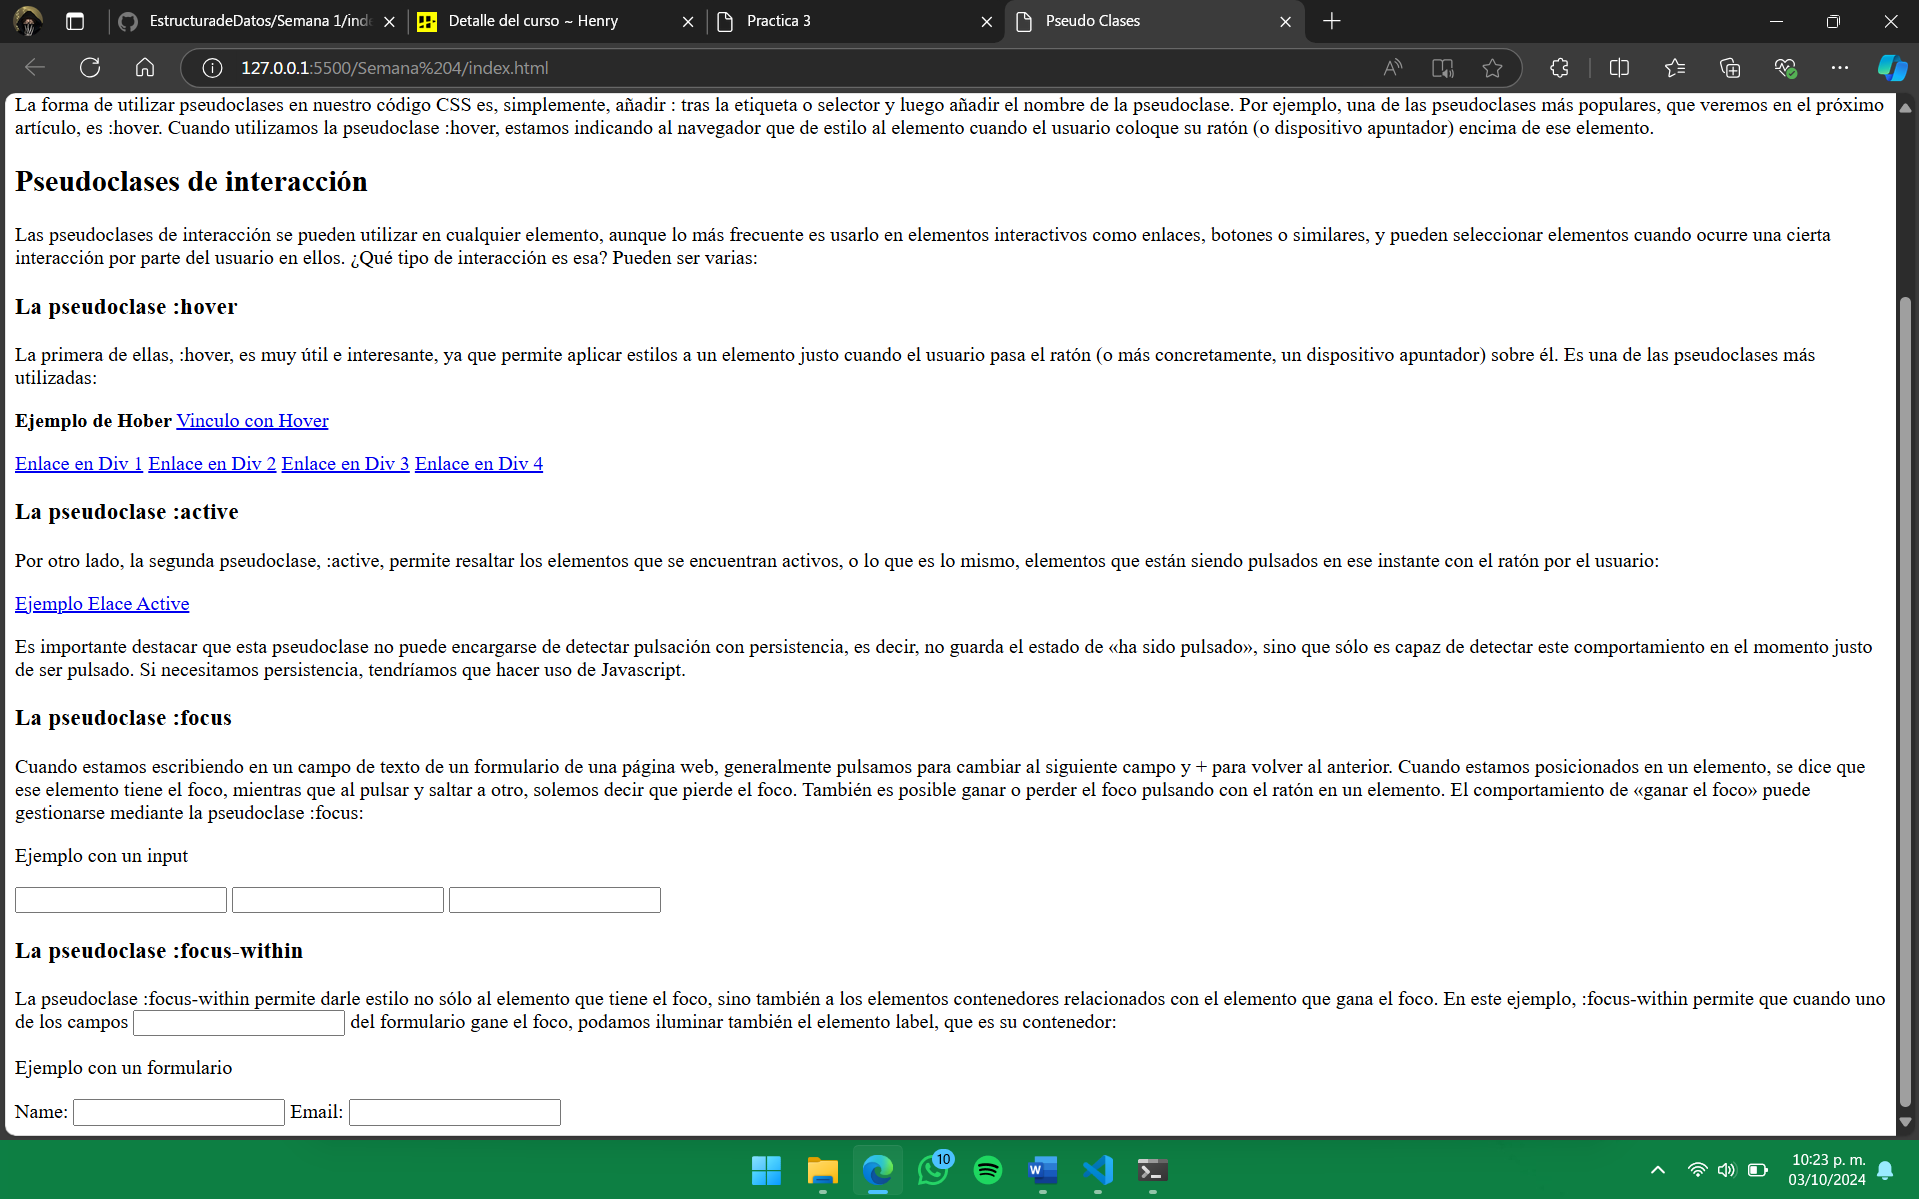 EstructuradeDatos/Semana 1/inde
Detalle del curso ~ Henry
Practica 3
Pseudo Clases
127.0.0.1:5500/Semana%204/index.html
La forma de utilizar pseudoclases en nuestro código CSS es, simplemente, añadir : tras la etiqueta o selector y luego añadir el nombre de la pseudoclase. Por ejemplo, una de las pseudoclases más populares, que veremos en el próximo
artículo, es :hover. Cuando utilizamos la pseudoclase :hover, estamos indicando al navegador que de estilo al elemento cuando el usuario coloque su ratón (o dispositivo apuntador) encima de ese elemento.
Pseudoclases de interacción
Las pseudoclases de interacción se pueden utilizar en cualquier elemento, aunque lo más frecuente es usarlo en elementos interactivos como enlaces, botones o similares, y pueden seleccionar elementos cuando ocurre una cierta
interacción por parte del usuario en ellos. ¿Qué tipo de interacción es esa? Pueden ser varias:
La pseudoclase :hover
La primera de ellas, :hover, es muy útil e interesante, ya que permite aplicar estilos a un elemento justo cuando el usuario pasa el ratón (o más concretamente, un dispositivo apuntador) sobre él. Es una de las pseudoclases más
utilizadas:
Ejemplo de Hober Vinculo con Hover
Enlace en Div 1 Enlace en Div 2 Enlace en Div 3 Enlace en Div 4
La pseudoclase :active
Por otro lado, la segunda pseudoclase, :active, permite resaltar los elementos que se encuentran activos, o lo que es lo mismo, elementos que están siendo pulsados en ese instante con el ratón por el usuario:
Ejemplo Elace Active
Es importante destacar que esta pseudoclase no puede encargarse de detectar pulsación con persistencia, es decir, no guarda el estado de «ha sido pulsado», sino que sólo es capaz de detectar este comportamiento en el momento justo
de ser pulsado. Si necesitamos persistencia, tendríamos que hacer uso de Javascript.
La pseudoclase :focus
Cuando estamos escribiendo en un campo de texto de un formulario de una página web, generalmente pulsamos para cambiar al siguiente campo y + para volver al anterior. Cuando estamos posicionados en un elemento, se dice que
ese elemento tiene el foco, mientras que al pulsar y saltar a otro, solemos decir que pierde el foco. También es posible ganar o perder el foco pulsando con el ratón en un elemento. El comportamiento de «ganar el foco» puede
gestionarse mediante la pseudoclase :focus:
Ejemplo con un input
La pseudoclase :focus-within
La pseudoclase :focus-within permite darle estilo no sólo al elemento que tiene el foco, sino también a los elementos contenedores relacionados con el elemento que gana el foco. En este ejemplo, :focus-within permite que cuando uno
de los campos del formulario gane el foco, podamos iluminar también el elemento label, que es su contenedor:
Ejemplo con un formulario
Name: Email:
10
10:23 p. m.
03/10/2024